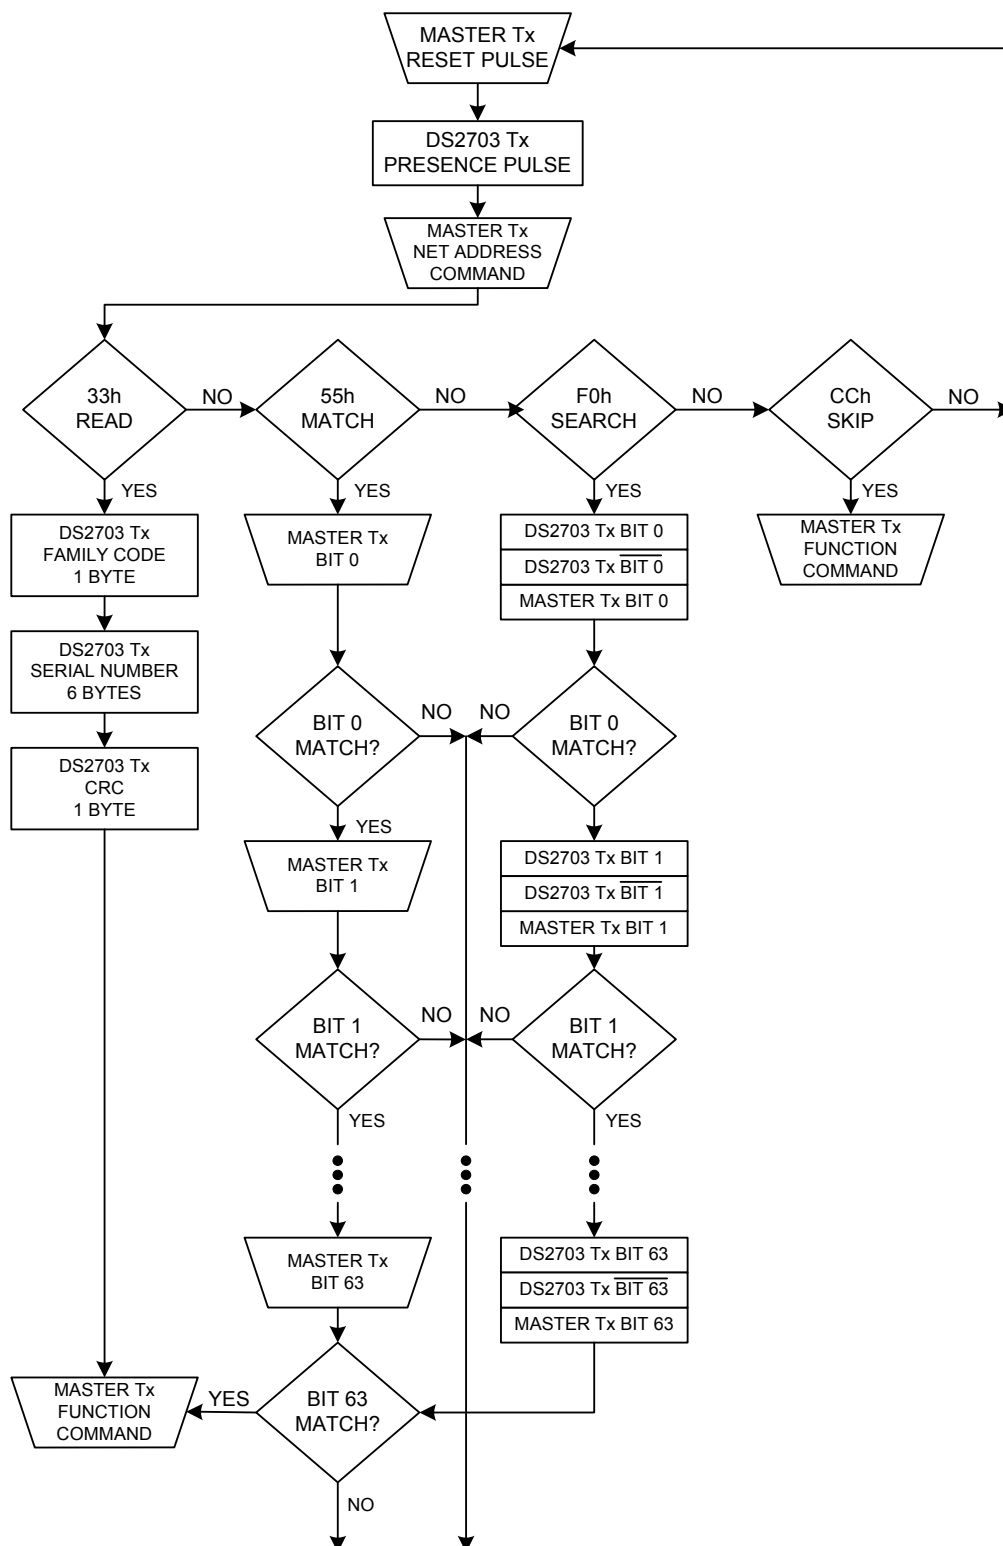 MASTER Tx
RESET PULSE
DS2703 Tx
PRESENCE PULSE
MASTER Tx
NET ADDRESS
COMMAND
33h
READ
NO
55h
MATCH
NO
F0h
SEARCH
NO
CCh
SKIP
NO
YES
YES
YES
YES
DS2703 Tx
FAMILY CODE
1 BYTE
DS2703 Tx
SERIAL NUMBER
6 BYTES
DS2703 Tx
CRC
1 BYTE
MASTER Tx
BIT 0
BIT 0
MATCH?
NO
YES
MASTER Tx
BIT 1
BIT 1
MATCH?
NO
YES
MASTER Tx
BIT 63
BIT 63
MATCH?
YES
NO
MASTER Tx
FUNCTION
COMMAND
DS2703 Tx BIT 0
DS2703 Tx B̅I̅T̅ ̅0̅
MASTER Tx BIT 0
NO
BIT 0
MATCH?
YES
DS2703 Tx BIT 1
DS2703 Tx B̅I̅T̅ ̅1̅
MASTER Tx BIT 1
NO
BIT 1
MATCH?
YES
DS2703 Tx BIT 63
DS2703 Tx B̅I̅T̅ ̅6̅3̅
MASTER Tx BIT 63
MASTER Tx
FUNCTION
COMMAND